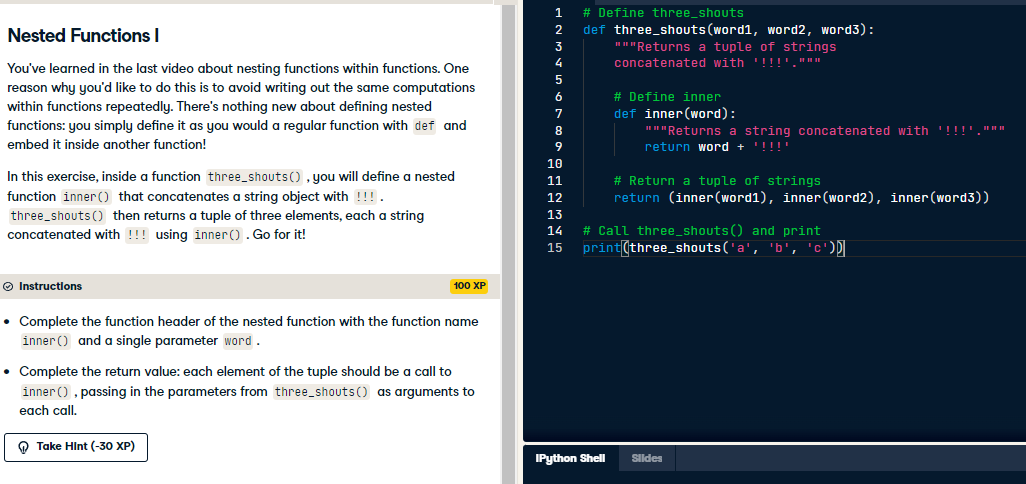 Nested Functions I
You've learned in the last video about nesting functions within functions. One
reason why you'd like to do this is to avoid writing out the same computations
within functions repeatedly. There's nothing new about defining nested
functions: you simply define it as you would a regular function with def and
embed it inside another function!
In this exercise, inside a function three_shouts(), you will define a nested
function inner() that concatenates a string object with !!!.
three_shouts() then returns a tuple of three elements, each a string
concatenated with !!! using inner(). Go for it!
Instructions
100 XP
Complete the function header of the nested function with the function name
inner() and a single parameter word.
Complete the return value: each element of the tuple should be a call to
inner(), passing in the parameters from three_shouts() as arguments to
each call.
Take Hint (-30 XP)
1 # Define three_shouts
2 def three_shouts(word1, word2, word3):
3     """Returns a tuple of strings
4     concatenated with '!!!'."""
5
6     # Define inner
7     def inner(word):
8         """Returns a string concatenated with '!!!'."""
9         return word + '!!!'
10
11     # Return a tuple of strings
12     return (inner(word1), inner(word2), inner(word3))
13
14 # Call three_shouts() and print
15 print(three_shouts('a', 'b', 'c'))
IPython Shell
Slides